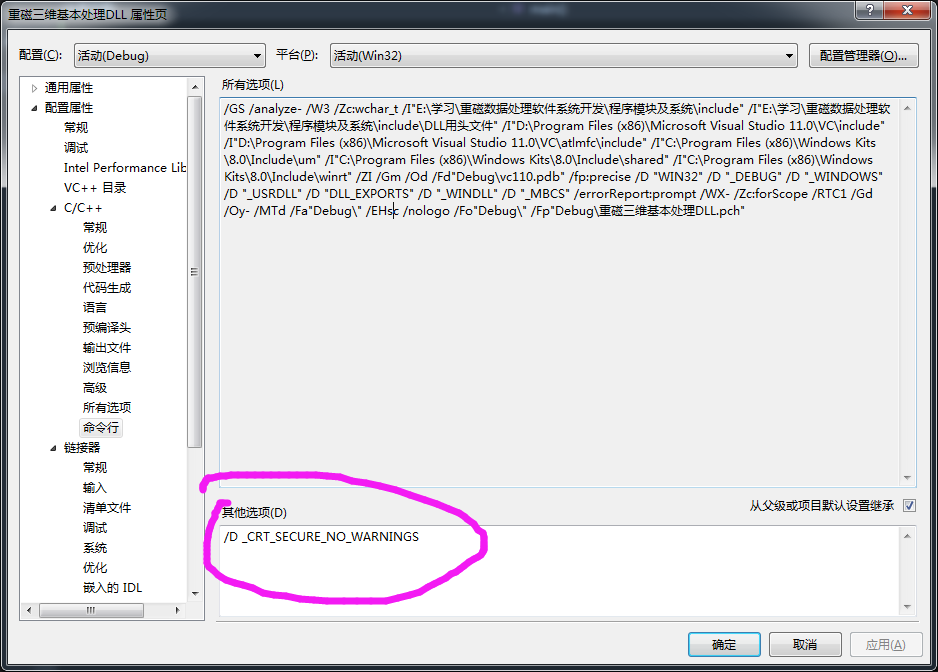 重磁三维基本处理DLL 属性页
配置(C):
活动(Debug)
平台(P):
活动(Win32)
配置管理器(O)...
通用属性
配置属性
常规
调试
Intel Performance Lib
VC++ 目录
C/C++
常规
优化
预处理器
代码生成
语言
预编译头
输出文件
浏览信息
高级
所有选项
命令行
链接器
常规
输入
清单文件
调试
系统
优化
嵌入的 IDL
所有选项(L)
/GS /analyze- /W3 /Zc:wchar_t /I"E:\学习\重磁数据处理软件系统开发\程序模块及系统\include" /I"E:\学习\重磁数据处理软
件系统开发\程序模块及系统\include\DLL用头文件" /I"D:\Program Files (x86)\Microsoft Visual Studio 11.0\VC\include"
/I"D:\Program Files (x86)\Microsoft Visual Studio 11.0\VC\atlmfc\include" /I"C:\Program Files (x86)\Windows Kits
\8.0\Include\um" /I"C:\Program Files (x86)\Windows Kits\8.0\Include\shared" /I"C:\Program Files (x86)\Windows
Kits\8.0\Include\winrt" /ZI /Gm /Od /Fd"Debug\vc110.pdb" /fp:precise /D "WIN32" /D "_DEBUG" /D "_WINDOWS"
/D "_USRDLL" /D "DLL_EXPORTS" /D "_WINDLL" /D "_MBCS" /errorReport:prompt /WX- /Zc:forScope /RTC1 /Gd
/Oy- /MTd /Fa"Debug\" /EHsc /nologo /Fo"Debug\" /Fp"Debug\重磁三维基本处理DLL.pch"
其他选项(D)
从父级或项目默认设置继承
/D _CRT_SECURE_NO_WARNINGS
确定
取消
应用(A)